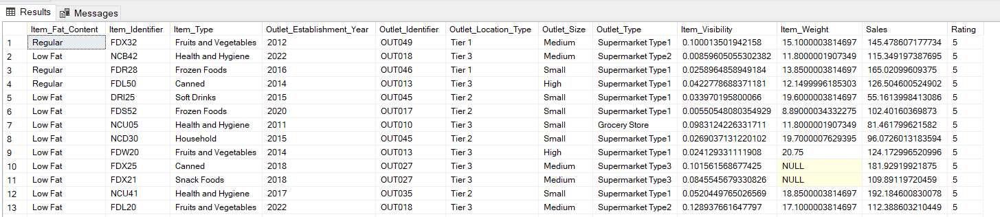 Results Messages
Item_Fat_Content Item_Identifier Item_Type Outlet_Establishment_Year Outlet_Identifier Outlet_Location_Type Outlet_Size Outlet_Type Item_Visibility Item_Weight Sales Rating
1 Regular FDX32 Fruits and Vegetables 2012 OUT049 Tier 1 Medium Supermarket Type1 0.100013501942158 15.1000003814697 145.478607177734 5
2 Low Fat NCB42 Health and Hygiene 2022 OUT018 Tier 3 Medium Supermarket Type2 0.00859605055302382 11.8000001907349 115.349197387695 5
3 Regular FDR28 Frozen Foods 2016 OUT046 Tier 1 Small Supermarket Type1 0.0258964858949184 13.8500003814697 165.02099609375 5
4 Regular FDL50 Canned 2014 OUT013 Tier 3 High Supermarket Type1 0.0422778688371181 12.1499996185303 126.504600524902 5
5 Low Fat DRI25 Soft Drinks 2015 OUT045 Tier 2 Small Supermarket Type1 0.033970195800066 19.6000003814697 55.1613998413086 5
6 Low Fat FDS52 Frozen Foods 2020 OUT017 Tier 2 Small Supermarket Type1 0.00550548080354929 8.89000034332275 102.40160369873 5
7 Low Fat NCU05 Health and Hygiene 2011 OUT010 Tier 3 Small Grocery Store 0.0983124226331711 11.8000001907349 81.461799621582 5
8 Low Fat NCD30 Household 2015 OUT045 Tier 2 Small Supermarket Type1 0.0269037131220102 19.7000007629395 96.0726013183594 5
9 Low Fat FDW20 Fruits and Vegetables 2014 OUT013 Tier 3 High Supermarket Type1 0.024129331111908 20.75 124.172996520996 5
10 Low Fat FDX25 Canned 2018 OUT027 Tier 3 Medium Supermarket Type3 0.101561568677425 NULL 181.92919921875 5
11 Low Fat FDX21 Snack Foods 2018 OUT027 Tier 3 Medium Supermarket Type3 0.0845545679330826 NULL 109.89119720459 5
12 Low Fat NCU41 Health and Hygiene 2017 OUT035 Tier 2 Small Supermarket Type1 0.0520449765026569 18.8500003814697 192.184600830078 5
13 Low Fat FDL20 Fruits and Vegetables 2022 OUT018 Tier 3 Medium Supermarket Type2 0.128937661647797 17.1000003814697 112.388603210449 5